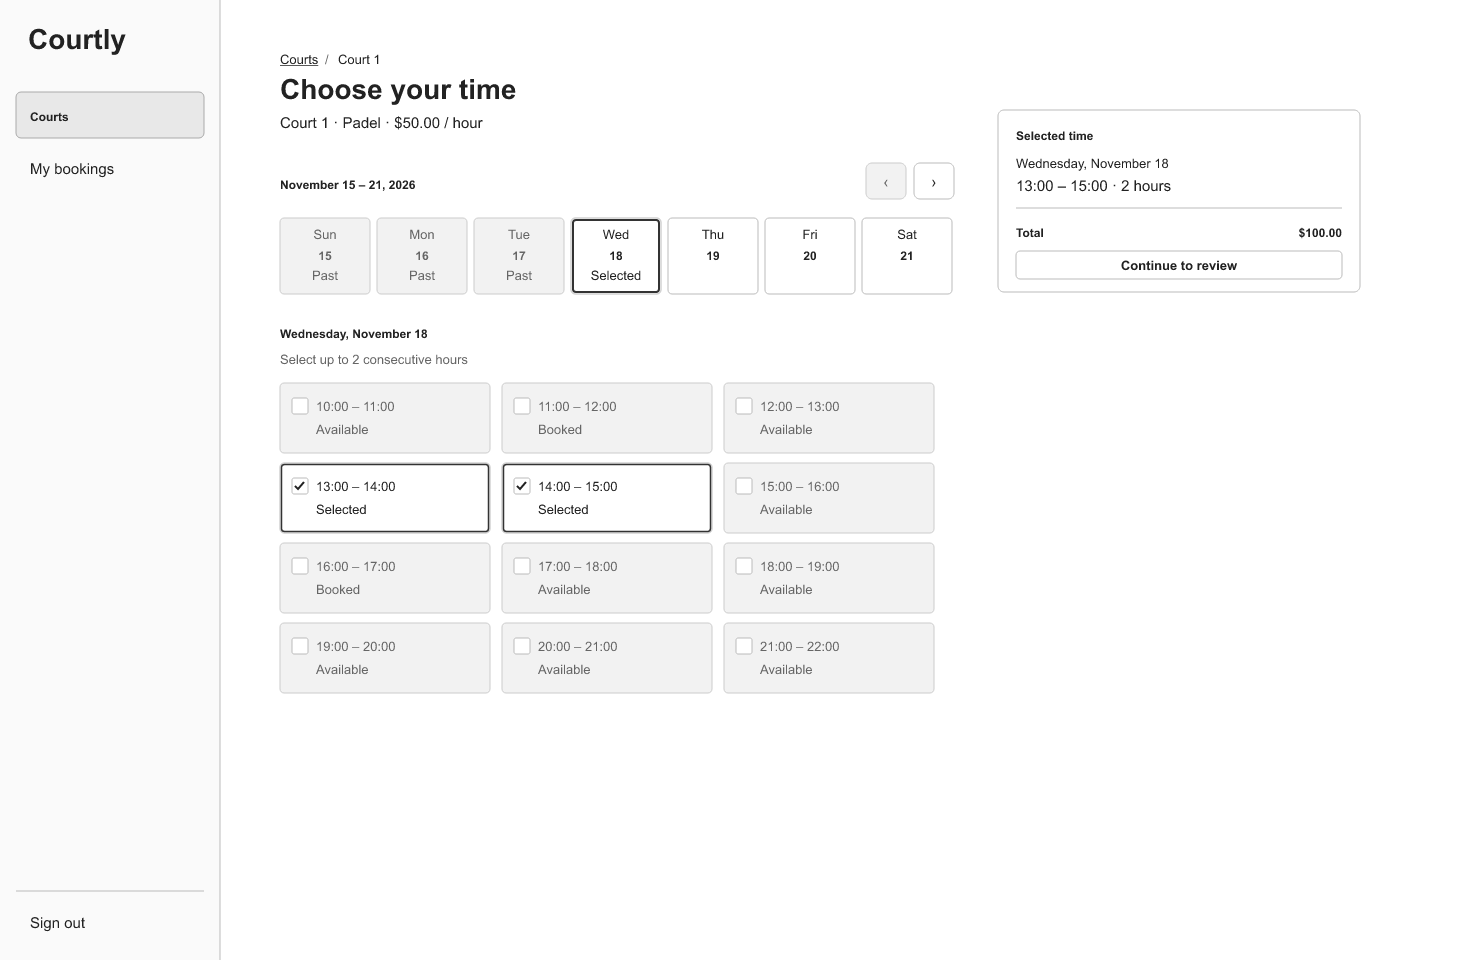 Courtly
Courts
My bookings
Sign out
Courts / Court 1
Choose your time
Court 1 · Padel · $50.00 / hour
November 15 – 21, 2026
‹ ›
Sun
15
Past
Mon
16
Past
Tue
17
Past
Wed
18
Selected
Thu
19
Fri
20
Sat
21
Wednesday, November 18
Select up to 2 consecutive hours
10:00 – 11:00
Available
11:00 – 12:00
Booked
12:00 – 13:00
Available
13:00 – 14:00
Selected
14:00 – 15:00
Selected
15:00 – 16:00
Available
16:00 – 17:00
Booked
17:00 – 18:00
Available
18:00 – 19:00
Available
19:00 – 20:00
Available
20:00 – 21:00
Available
21:00 – 22:00
Available
Selected time
Wednesday, November 18
13:00 – 15:00 · 2 hours
Total $100.00
Continue to review